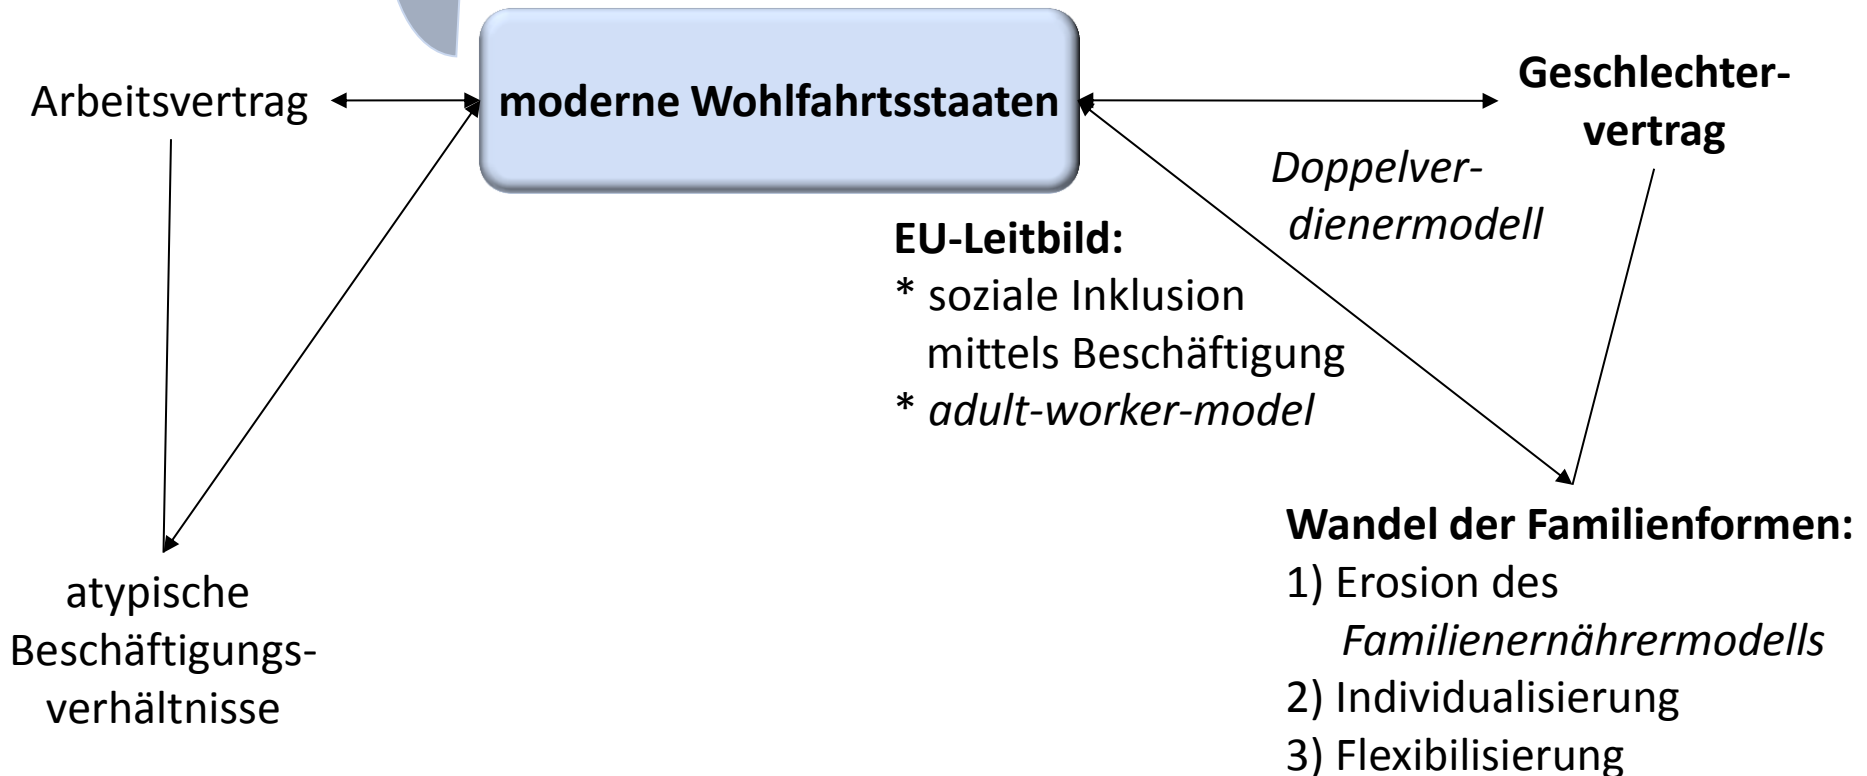 Arbeitsvertrag
moderne Wohlfahrtsstaaten
Geschlechter-
vertrag
Doppelver-
dienermodell
EU-Leitbild:
* soziale Inklusion
mittels Beschäftigung
* adult-worker-model
atypische
Beschäftigungs-
verhältnisse
Wandel der Familienformen:
1) Erosion des
Familienernährermodells
2) Individualisierung
3) Flexibilisierung